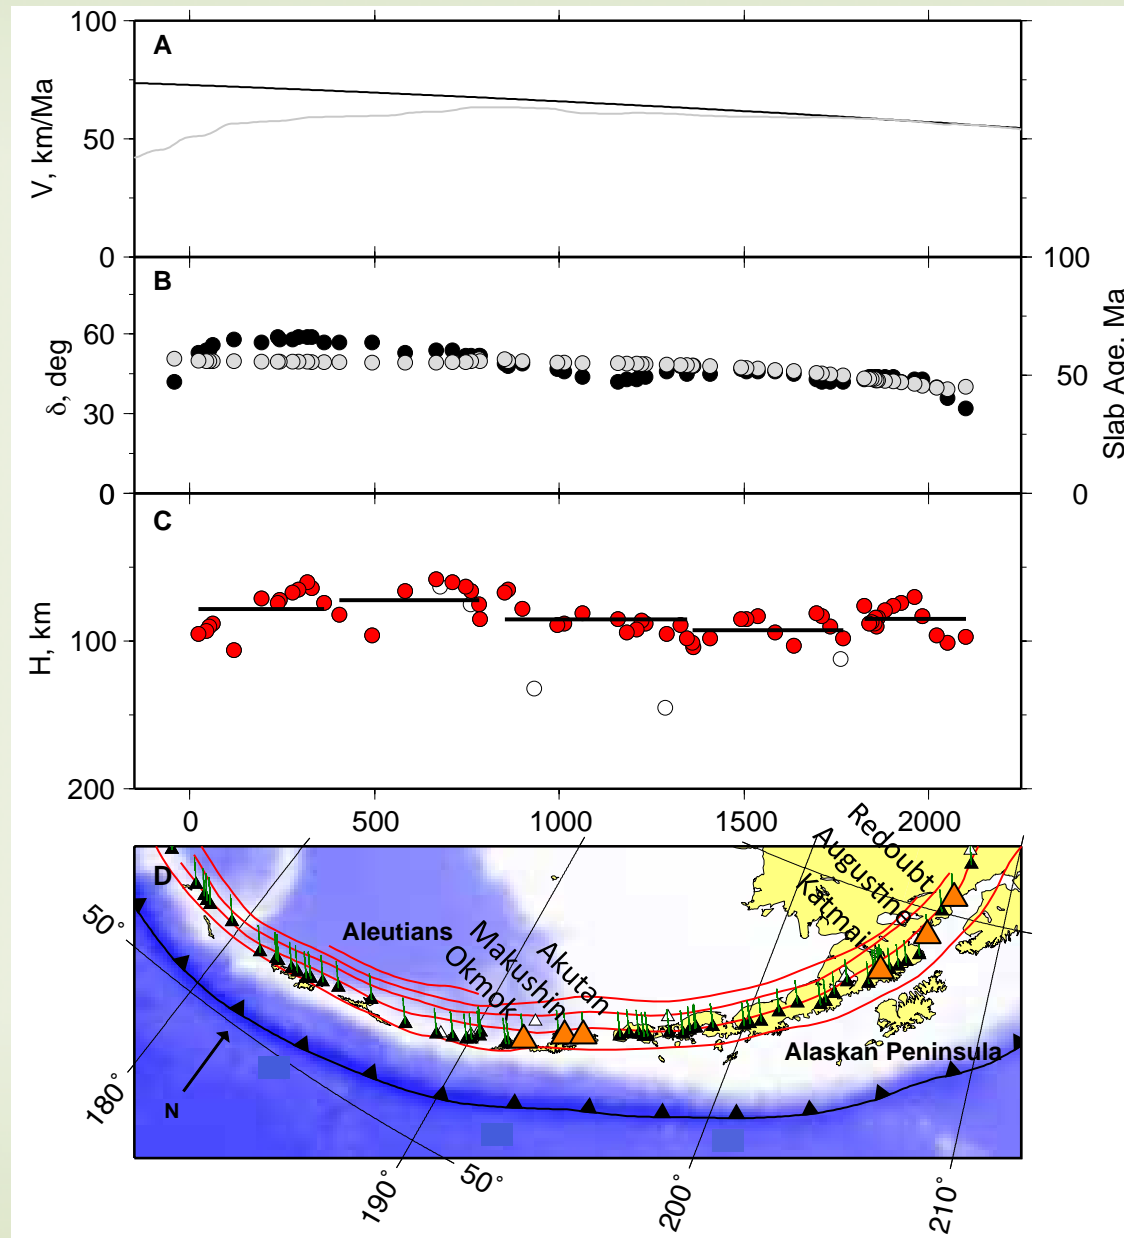 100
A
V, km/Ma
50
0
100
B
60
δ, deg
50
Slab Age, Ma
30
0
0
C
H, km
100
200
0
500
1000
1500
2000
D
Redoubt
Augustine
Katmai
50°
Aleutians
Akutan
Makushin
Okmok
Alaskan Peninsula
N
180°
190°
50°
200°
210°